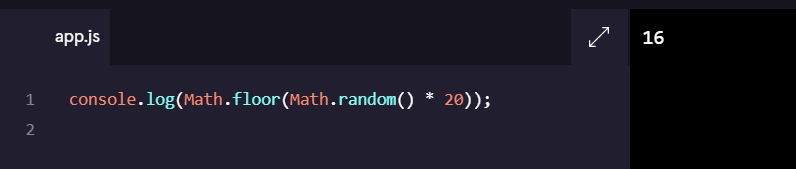 app.js
16
1 console.log(Math.floor(Math.random() * 20));
2